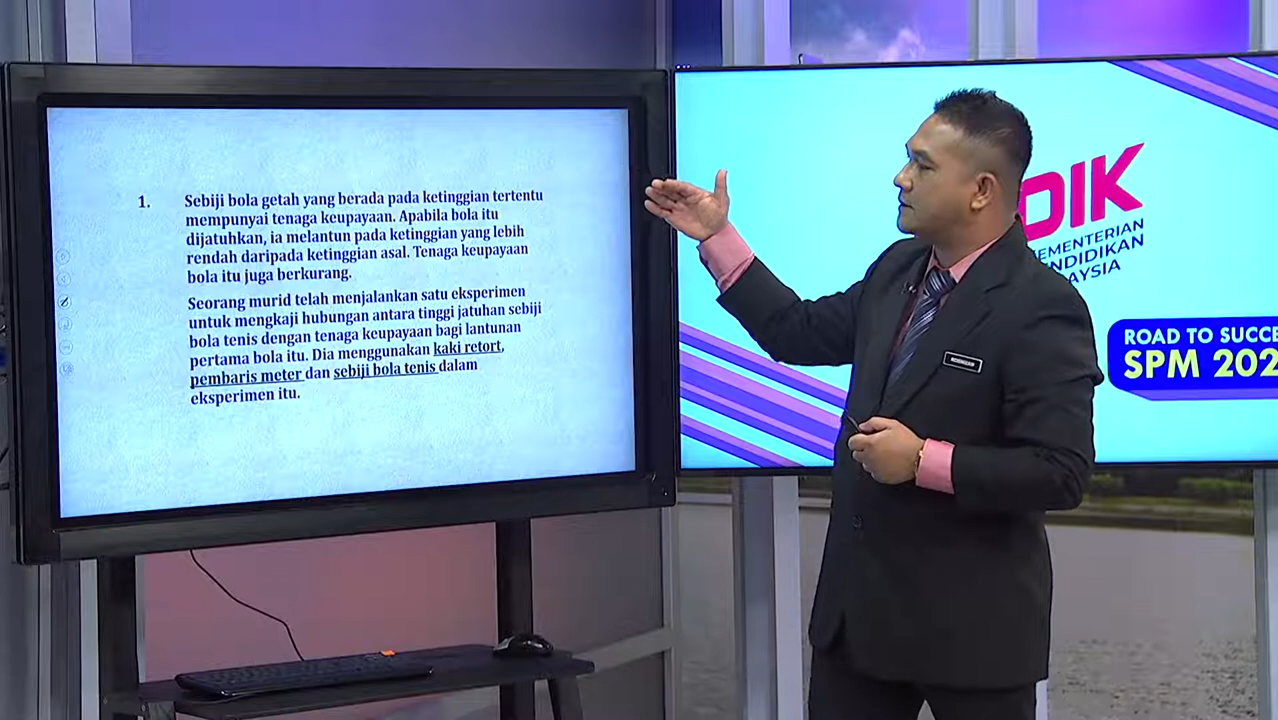 1. Sebiji bola getah yang berada pada ketinggian tertentu
mempunyai tenaga keupayaan. Apabila bola itu
dijatuhkan, ia melantun pada ketinggian yang lebih
rendah daripada ketinggian asal. Tenaga keupayaan
bola itu juga berkurang.
Seorang murid telah menjalankan satu eksperimen
untuk mengkaji hubungan antara tinggi jatuhan sebiji
bola tenis dengan tenaga keupayaan bagi lantunan
pertama bola itu. Dia menggunakan kaki retort,
pembaris meter dan sebiji bola tenis dalam
eksperimen itu.
DIK
KEMENTERIAN
ENDIDIKAN
AYSIA
ROAD TO SUCCE
SPM 202